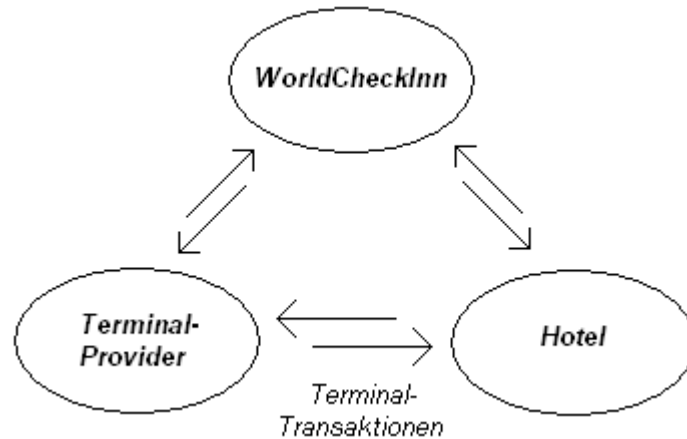 WorldCheckInn
Terminal-
Provider
Hotel
Terminal-
Transaktionen